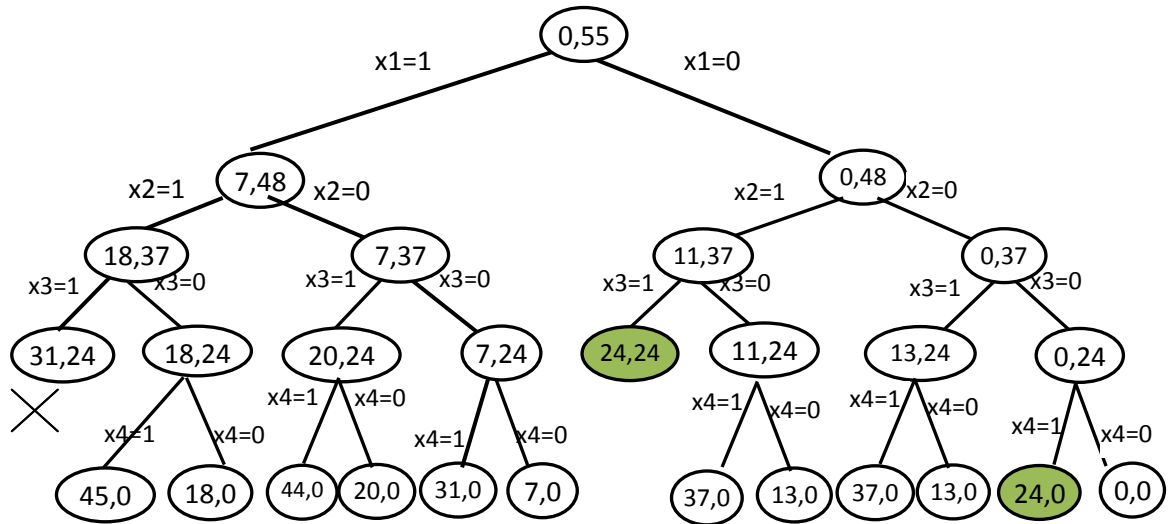 0,55
x1=1
x1=0
7,48
0,48
x2=1
x2=0
x2=1
x2=0
18,37
7,37
11,37
0,37
x3=1
x3=0
x3=1
x3=0
x3=1
x3=0
x3=1
x3=0
31,24
18,24
20,24
7,24
24,24
11,24
13,24
0,24
x4=1
x4=0
x4=1
x4=0
x4=1
x4=0
x4=1
x4=0
x4=1
x4=0
x4=1
x4=0
45,0
18,0
44,0
20,0
31,0
7,0
37,0
13,0
37,0
13,0
24,0
0,0